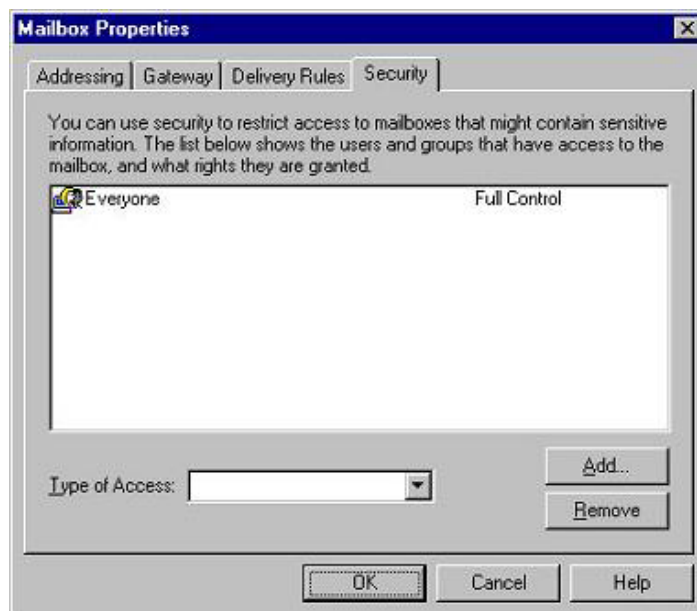 Mailbox Properties
Addressing Gateway Delivery Rules Security
You can use security to restrict access to mailboxes that might contain sensitive
information. The list below shows the users and groups that have access to the
mailbox, and what rights they are granted.
Everyone Full Control
Add...
Type of Access:
Remove
OK Cancel Help